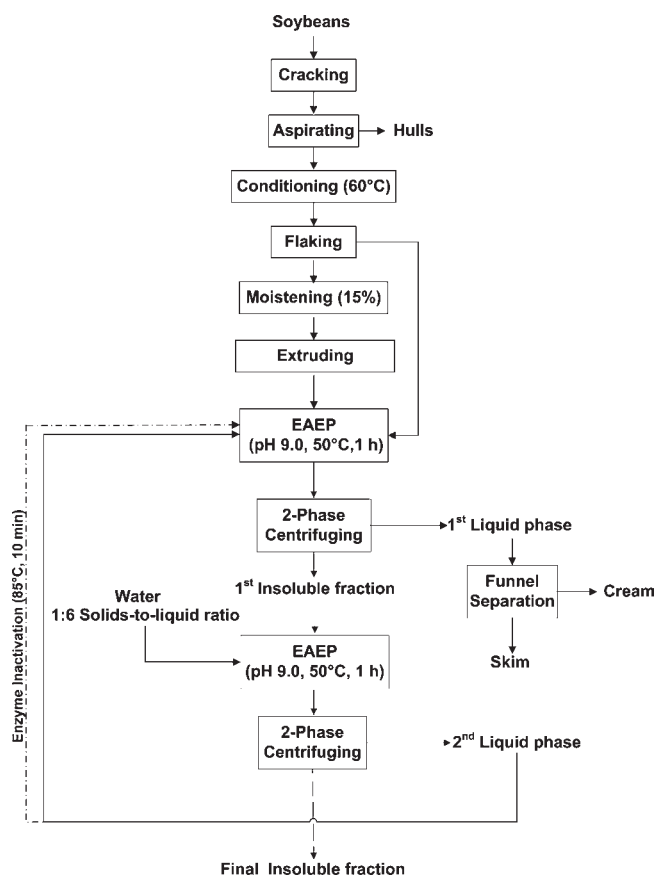 Soybeans
Cracking
Aspirating
Hulls
Conditioning (60°C)
Flaking
Moistening (15%)
Extruding
EAEP
(pH 9.0, 50°C,1 h)
2-Phase
Centrifuging
1st Liquid phase
1st Insoluble fraction
Funnel
Separation
Cream
Water
1:6 Solids-to-liquid ratio
EAEP
(pH 9.0, 50°C, 1 h)
Skim
2-Phase
Centrifuging
2nd Liquid phase
Enzyme Inactivation (85°C, 10 min)
Final Insoluble fraction